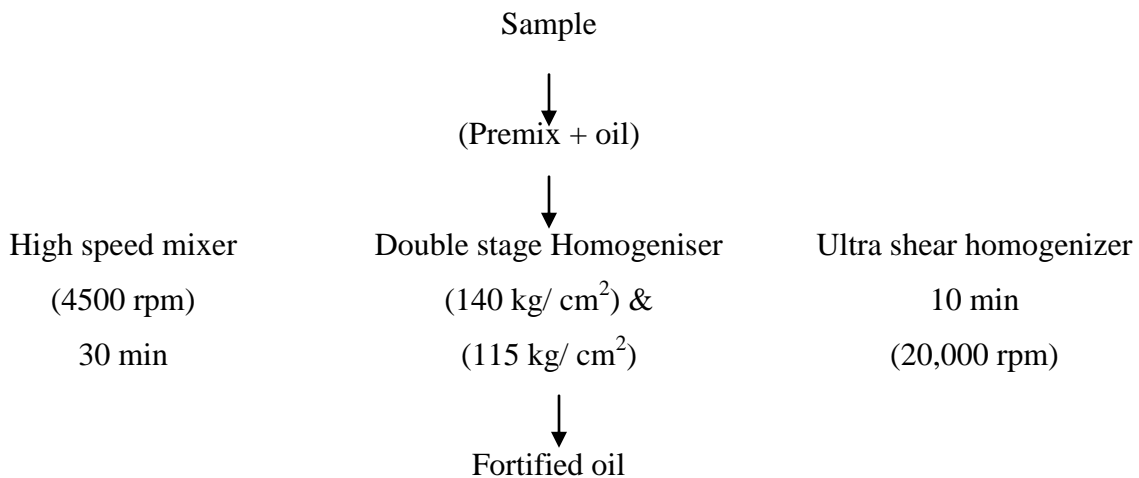 Sample
(Premix + oil)
High speed mixer Double stage Homogeniser Ultra shear homogenizer
(4500 rpm) (140 kg/ cm²) & 10 min
30 min (115 kg/ cm²) (20,000 rpm)
Fortified oil